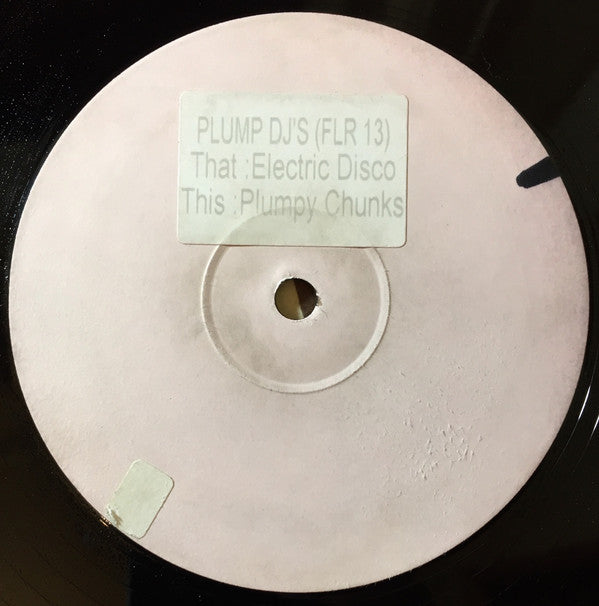 PLUMP DJ'S (FLR 13)
That :Electric Disco
This :Plumpy Chunks